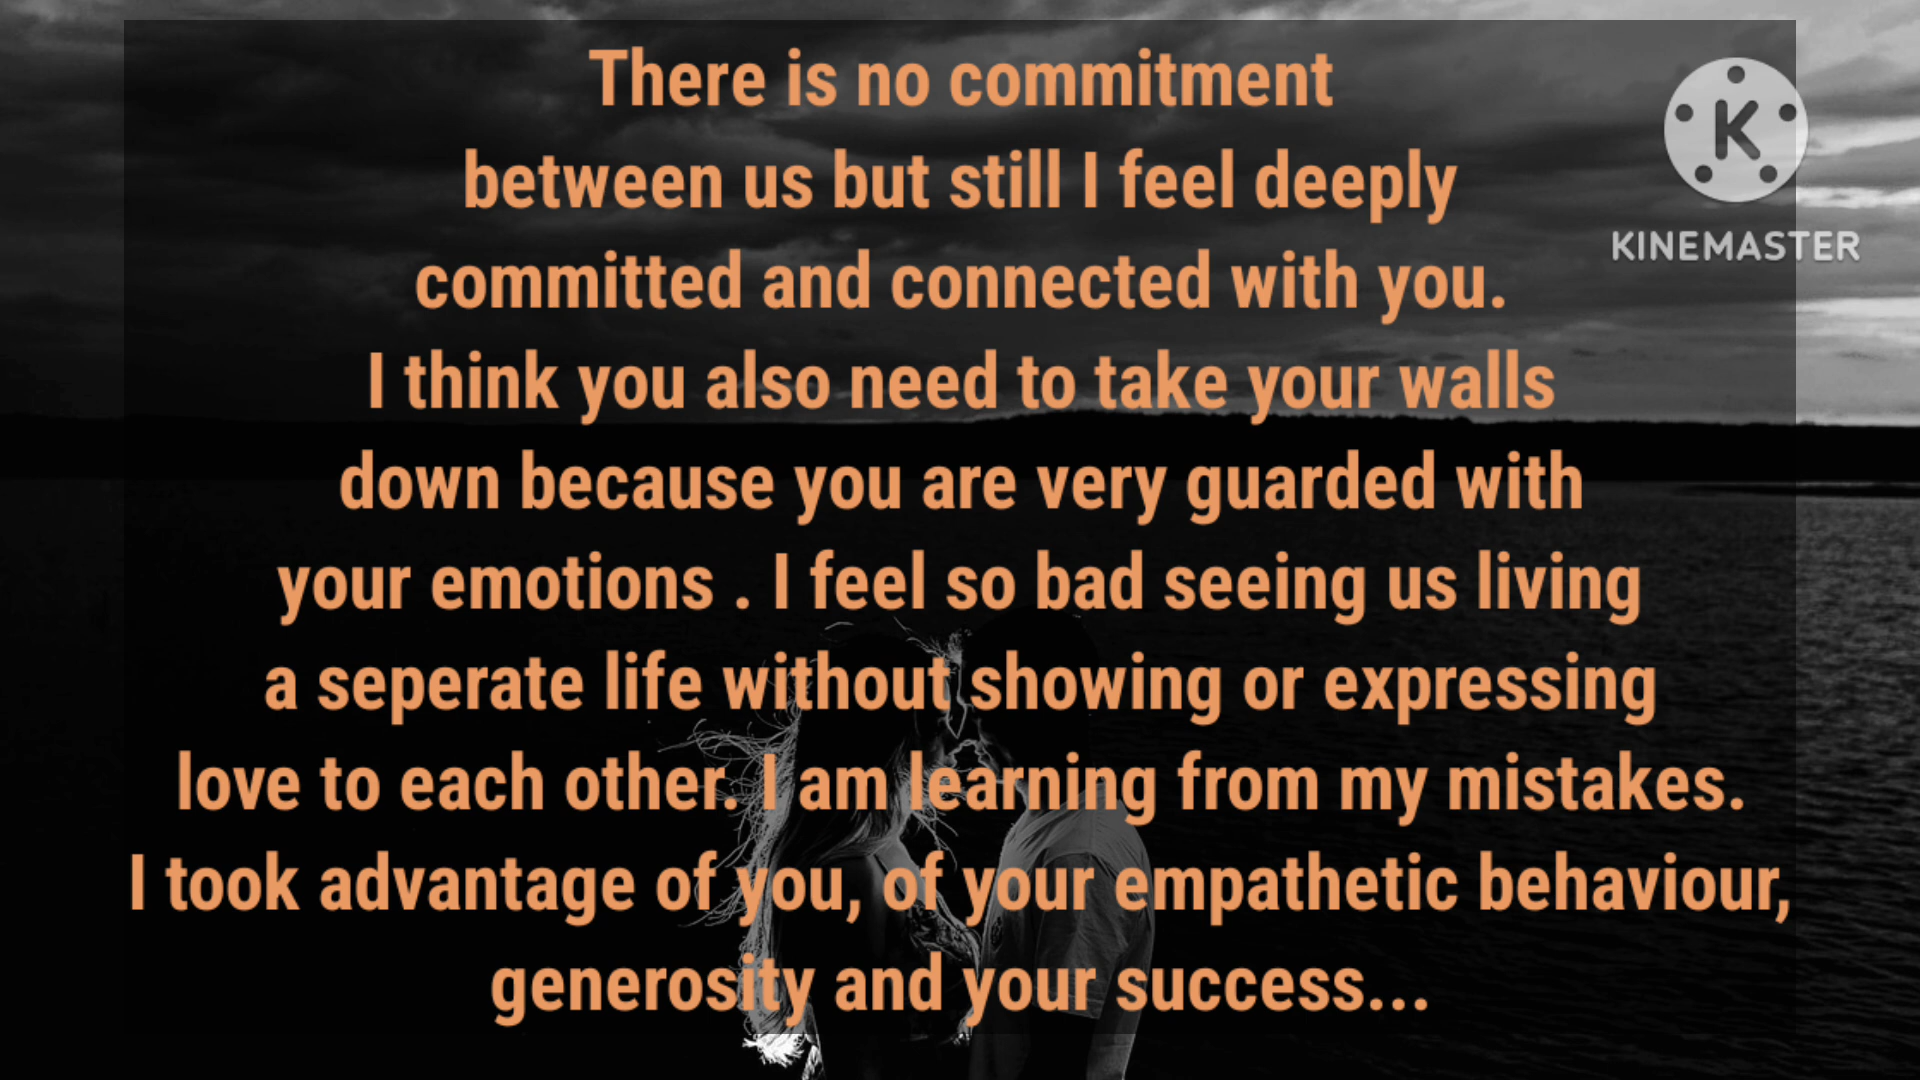 There is no commitment
between us but still I feel deeply
committed and connected with you.
I think you also need to take your walls
down because you are very guarded with
your emotions . I feel so bad seeing us living
a seperate life without showing or expressing
love to each other. I am learning from my mistakes.
I took advantage of you, of your empathetic behaviour,
generosity and your success...
K
KINEMASTER